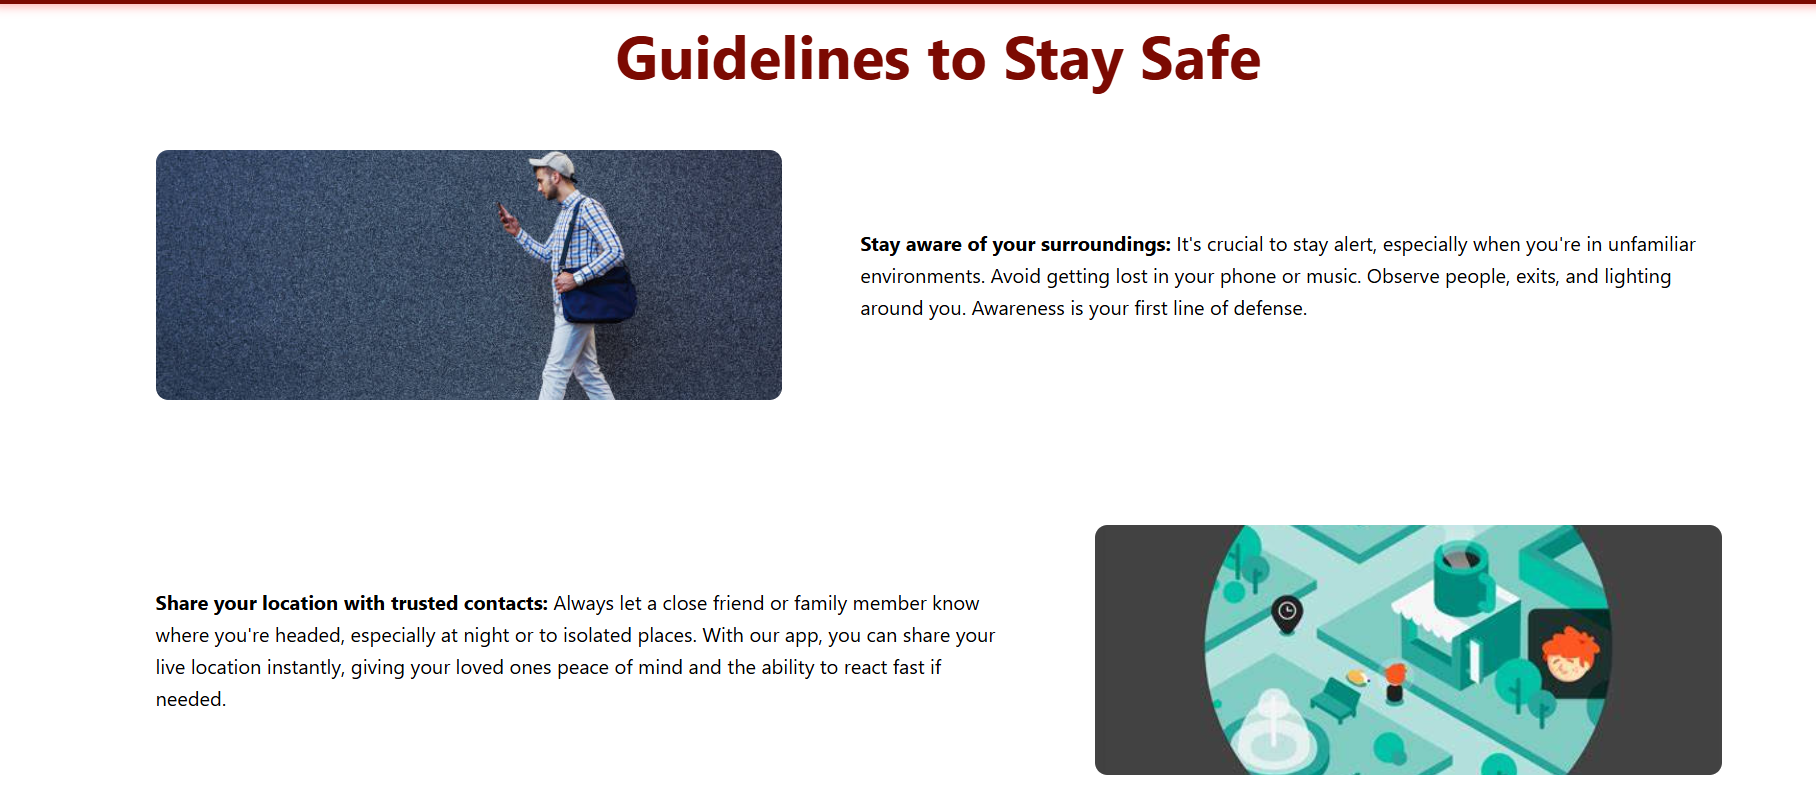 Guidelines to Stay Safe
Stay aware of your surroundings: It's crucial to stay alert, especially when you're in unfamiliar
environments. Avoid getting lost in your phone or music. Observe people, exits, and lighting
around you. Awareness is your first line of defense.
Share your location with trusted contacts: Always let a close friend or family member know
where you're headed, especially at night or to isolated places. With our app, you can share your
live location instantly, giving your loved ones peace of mind and the ability to react fast if
needed.